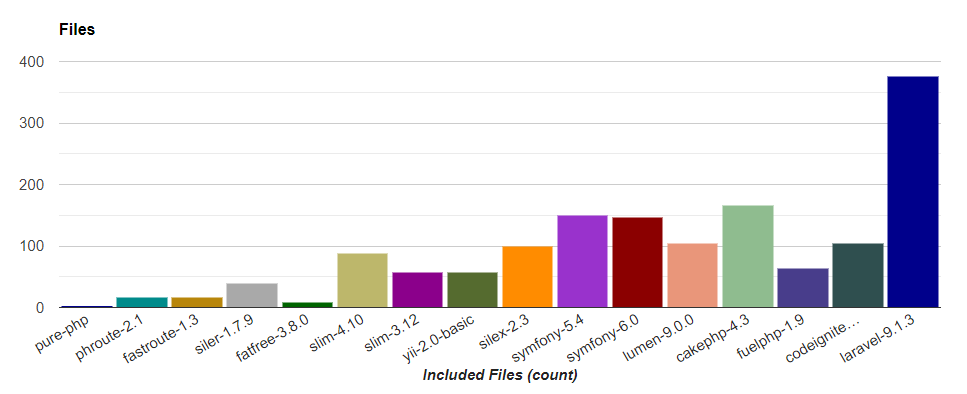 Files
400
300
200
100
0
pure-php
phroute-2.1
fastroute-1.3
siler-1.7.9
fatfree-3.8.0
slim-4.10
slim-3.12
yii-2.0-basic
silex-2.3
symfony-5.4
symfony-6.0
lumen-9.0.0
cakephp-4.3
fuelphp-1.9
codeignite…
laravel-9.1.3
Included Files (count)